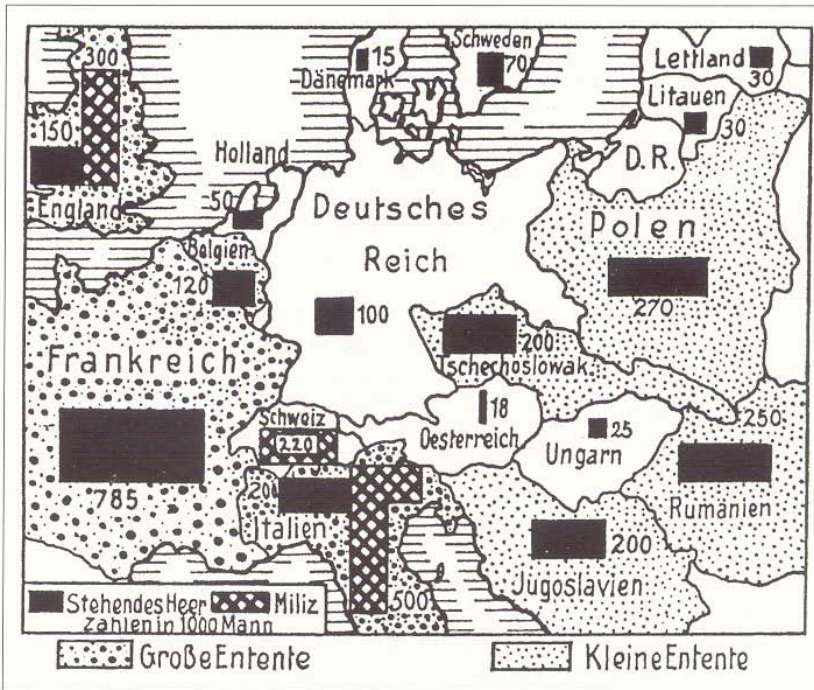 300
15
Dänemark
Schweden
70
Lettland
30
Litauen
30
150
England
Holland
50
D.R.
Deutsches
Reich
Polen
270
Belgien
120
100
200
Tschechoslowak.
Frankreich
785
Schweiz
220
18
Oesterreich
25
Ungarn
250
Rumänien
200
Italien
500
200
Jugoslavien
Stehendes Heer Miliz
Zahlen in 1000 Mann
Große Entente Kleine Entente